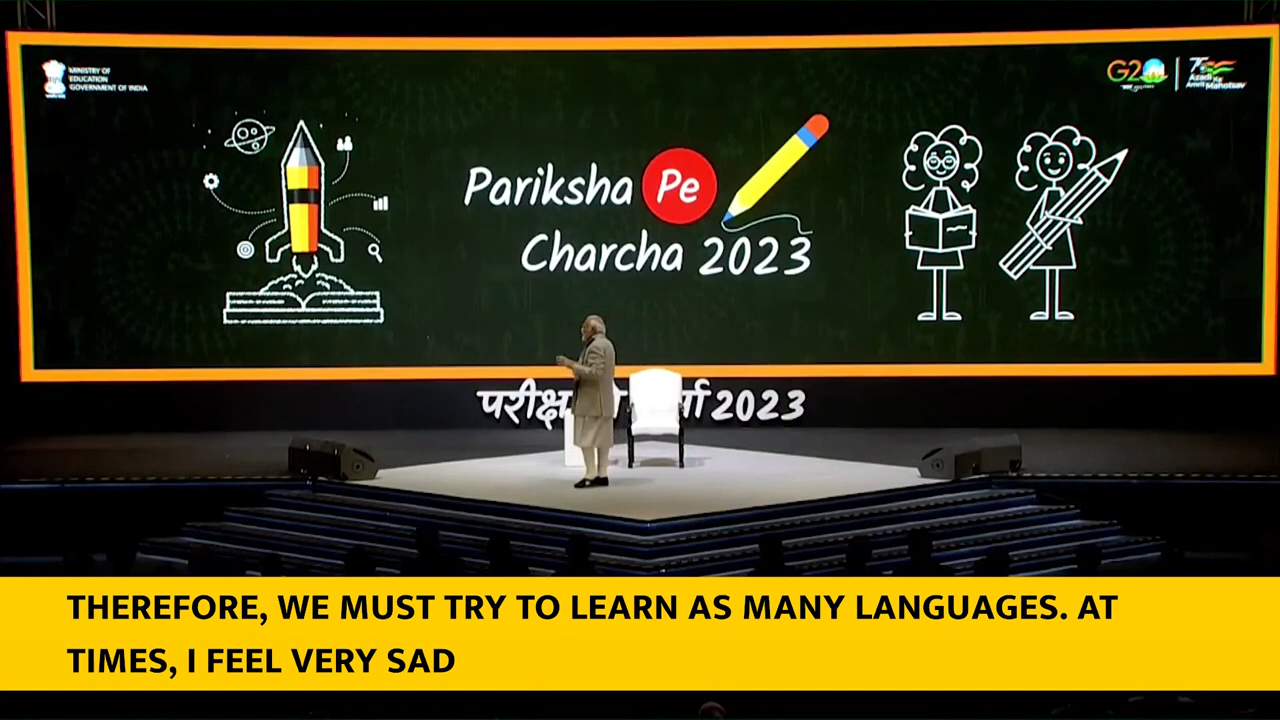 MINISTRY OF
EDUCATION
GOVERNMENT OF INDIA
G20
Azadi Ka
Amrit Mahotsav
Pariksha Pe
Charcha 2023
परीक्ष 2023
THEREFORE, WE MUST TRY TO LEARN AS MANY LANGUAGES. AT
TIMES, I FEEL VERY SAD